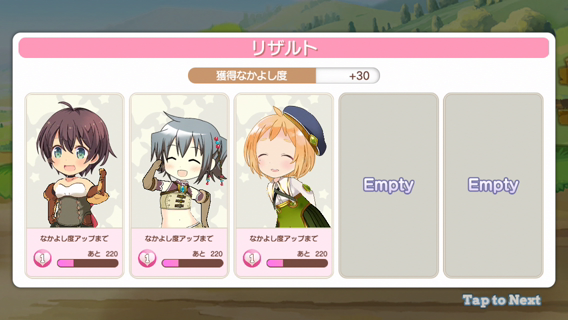 リザルト
獲得なかよし度 +30
なかよし度アップまで
1 あと 220
なかよし度アップまで
1 あと 220
なかよし度アップまで
1 あと 220
Empty
Empty
Tap to Next